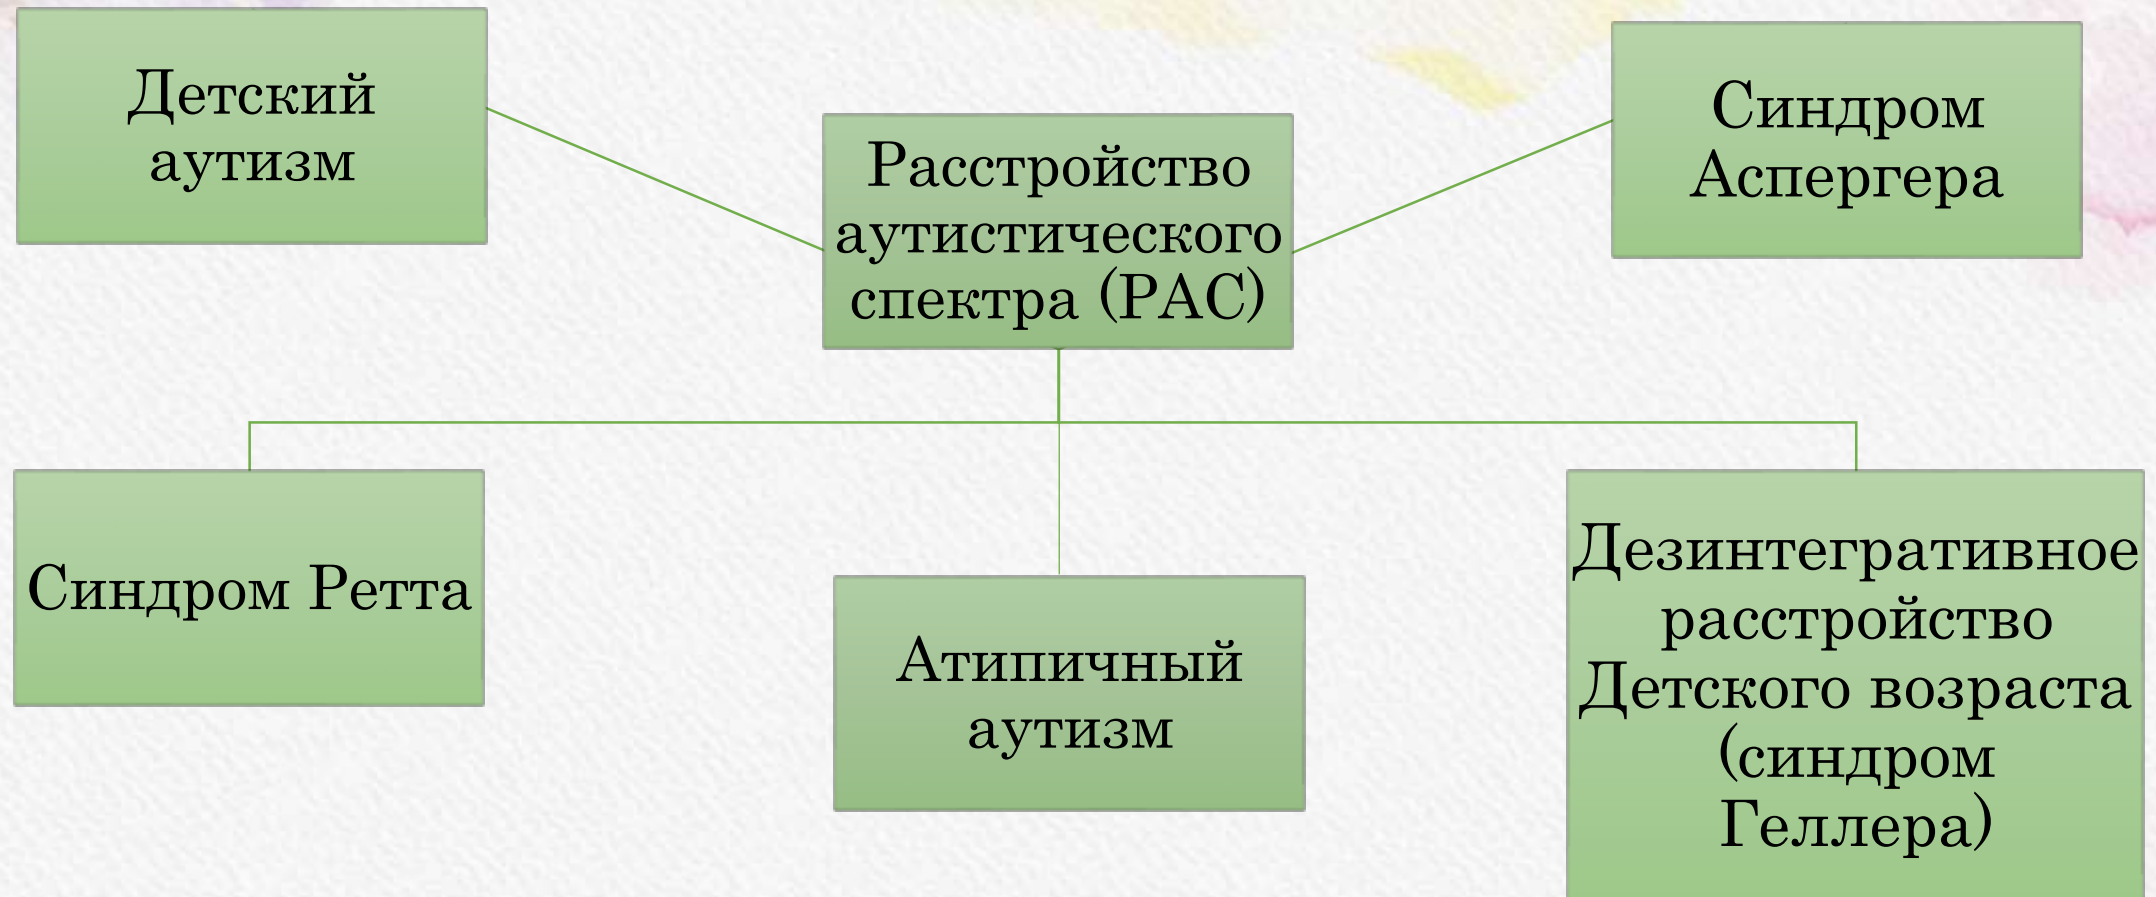 Детский
аутизм
Расстройство
аутистического
спектра (РАС)
Синдром
Аспергера
Синдром Ретта
Атипичный
аутизм
Дезинтегративное
расстройство
Детского возраста
(синдром
Геллера)